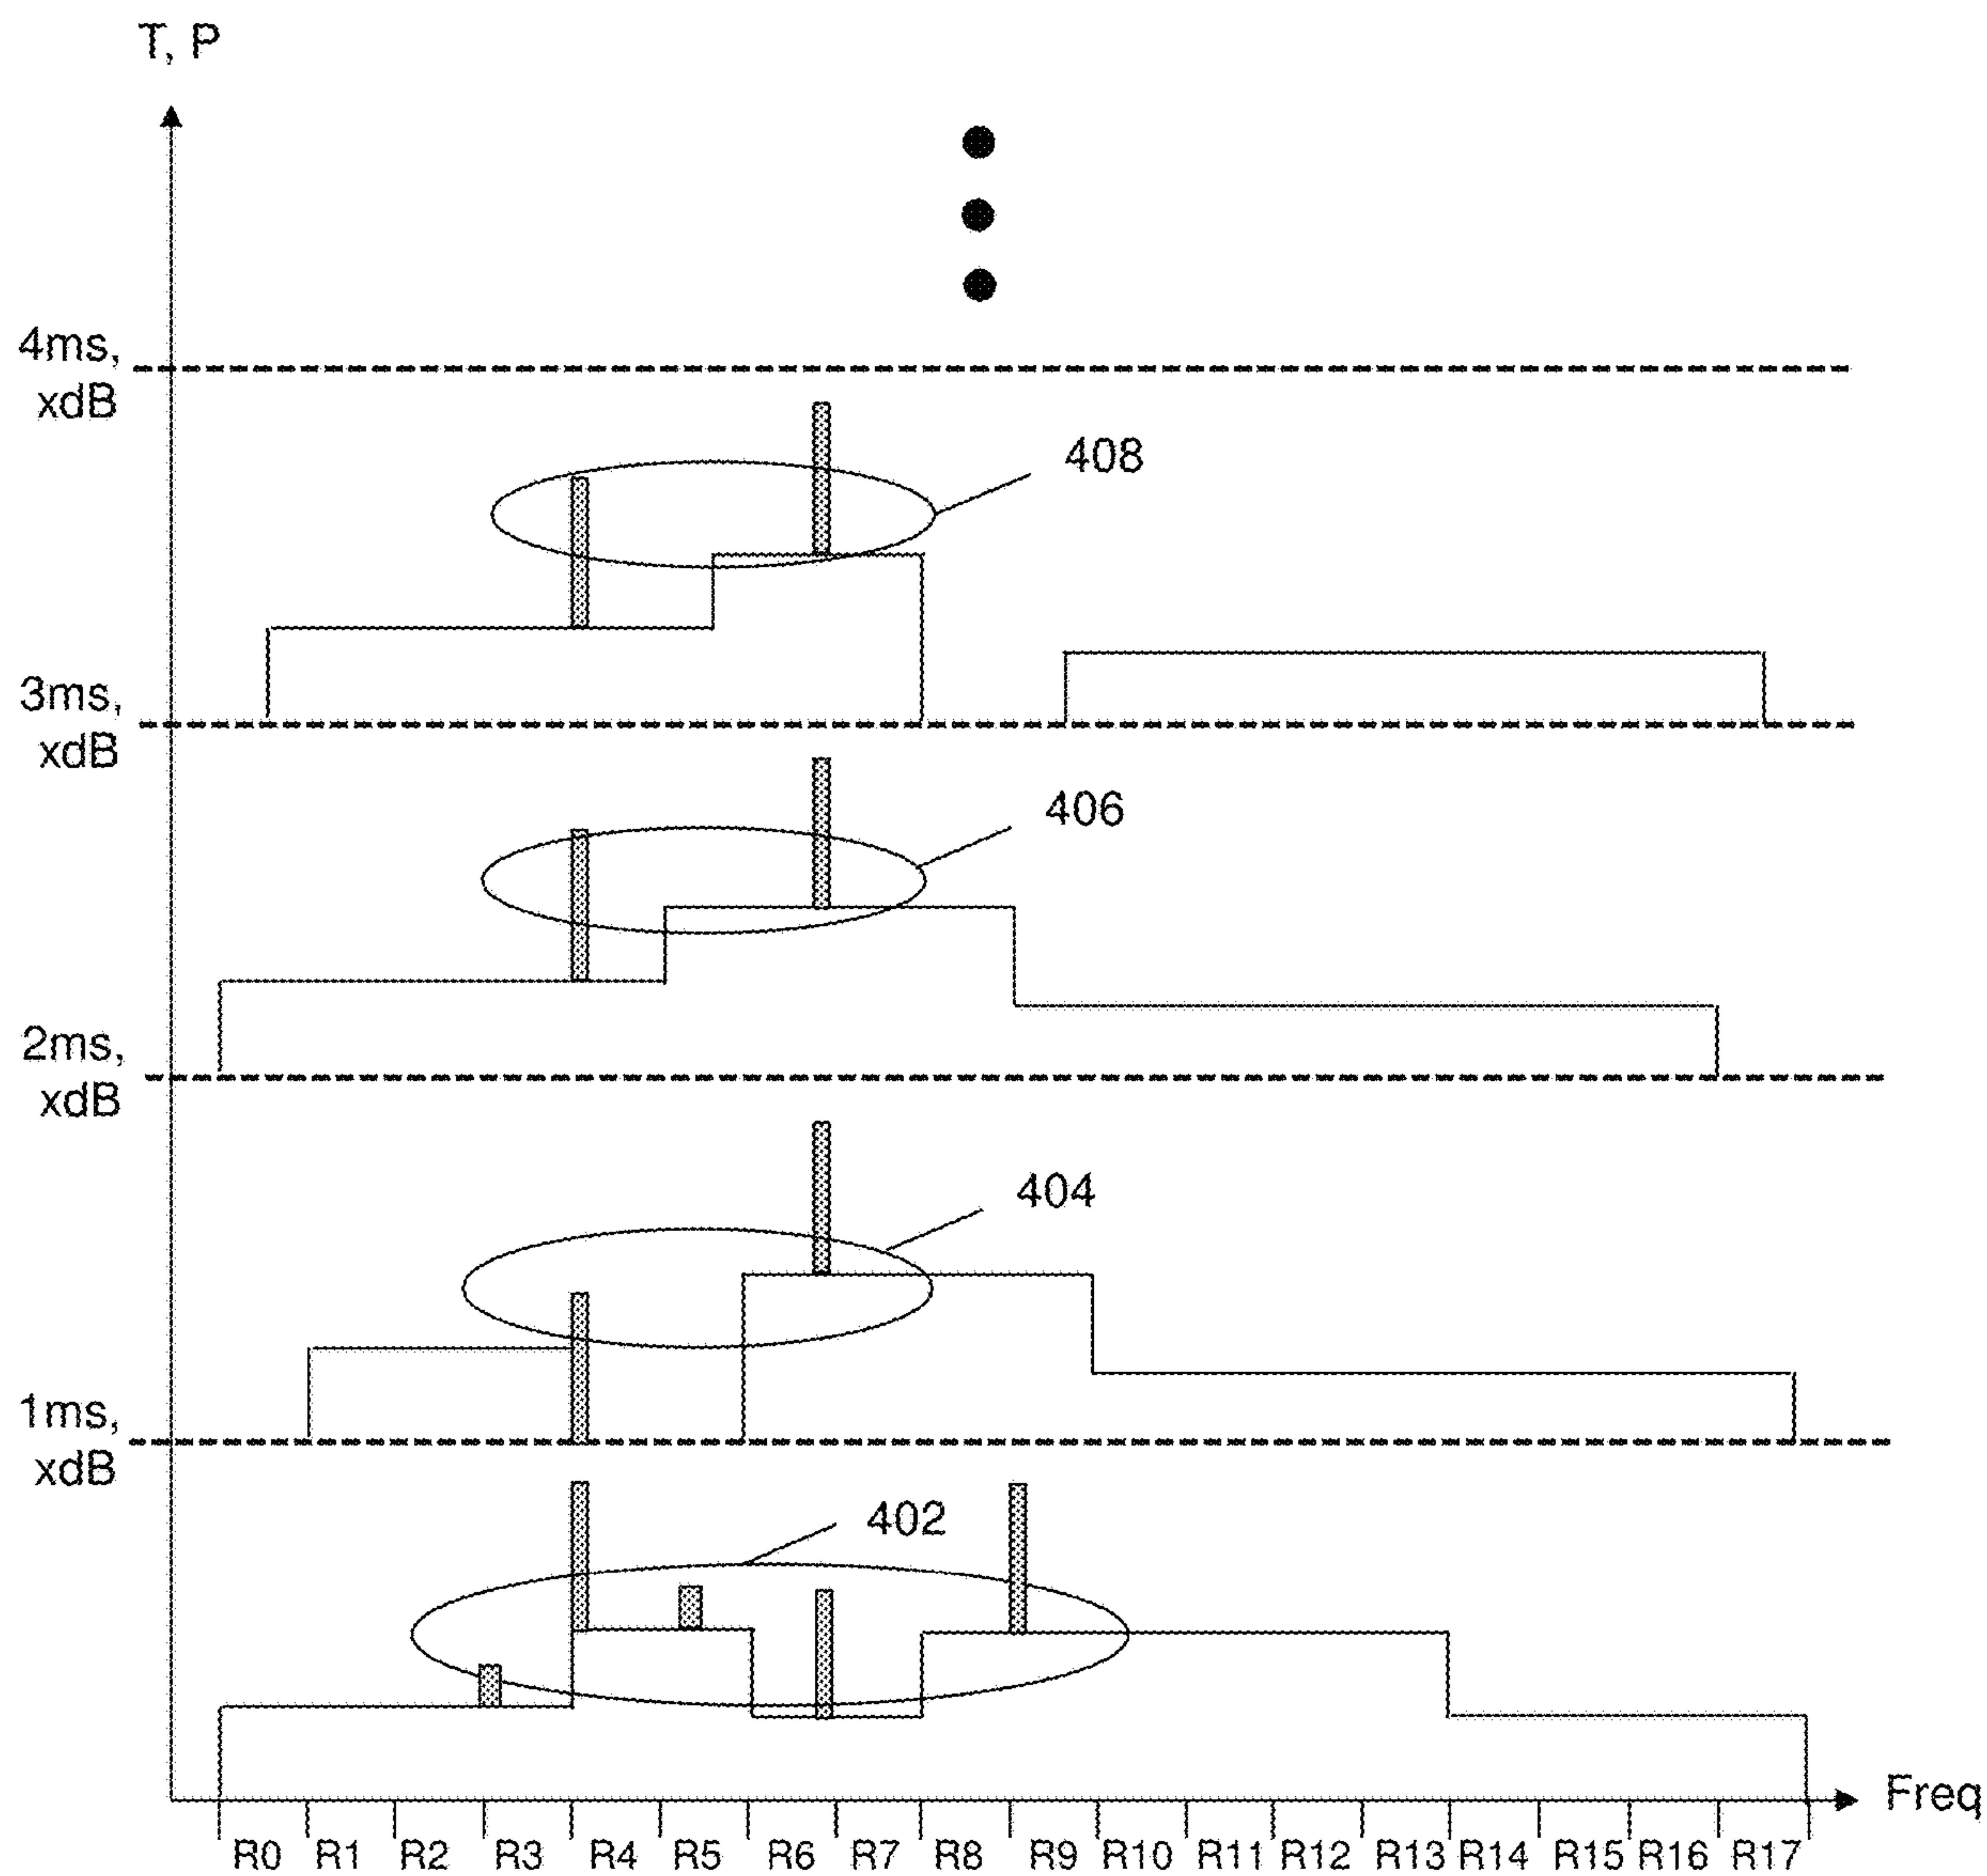 T, P
4ms,
xdB
408
3ms,
xdB
406
2ms,
xdB
404
1ms,
xdB
402
Freq
R0 R1 R2 R3 R4 R5 R6 R7 R8 R9 R10 R11 R12 R13 R14 R15 R16 R17